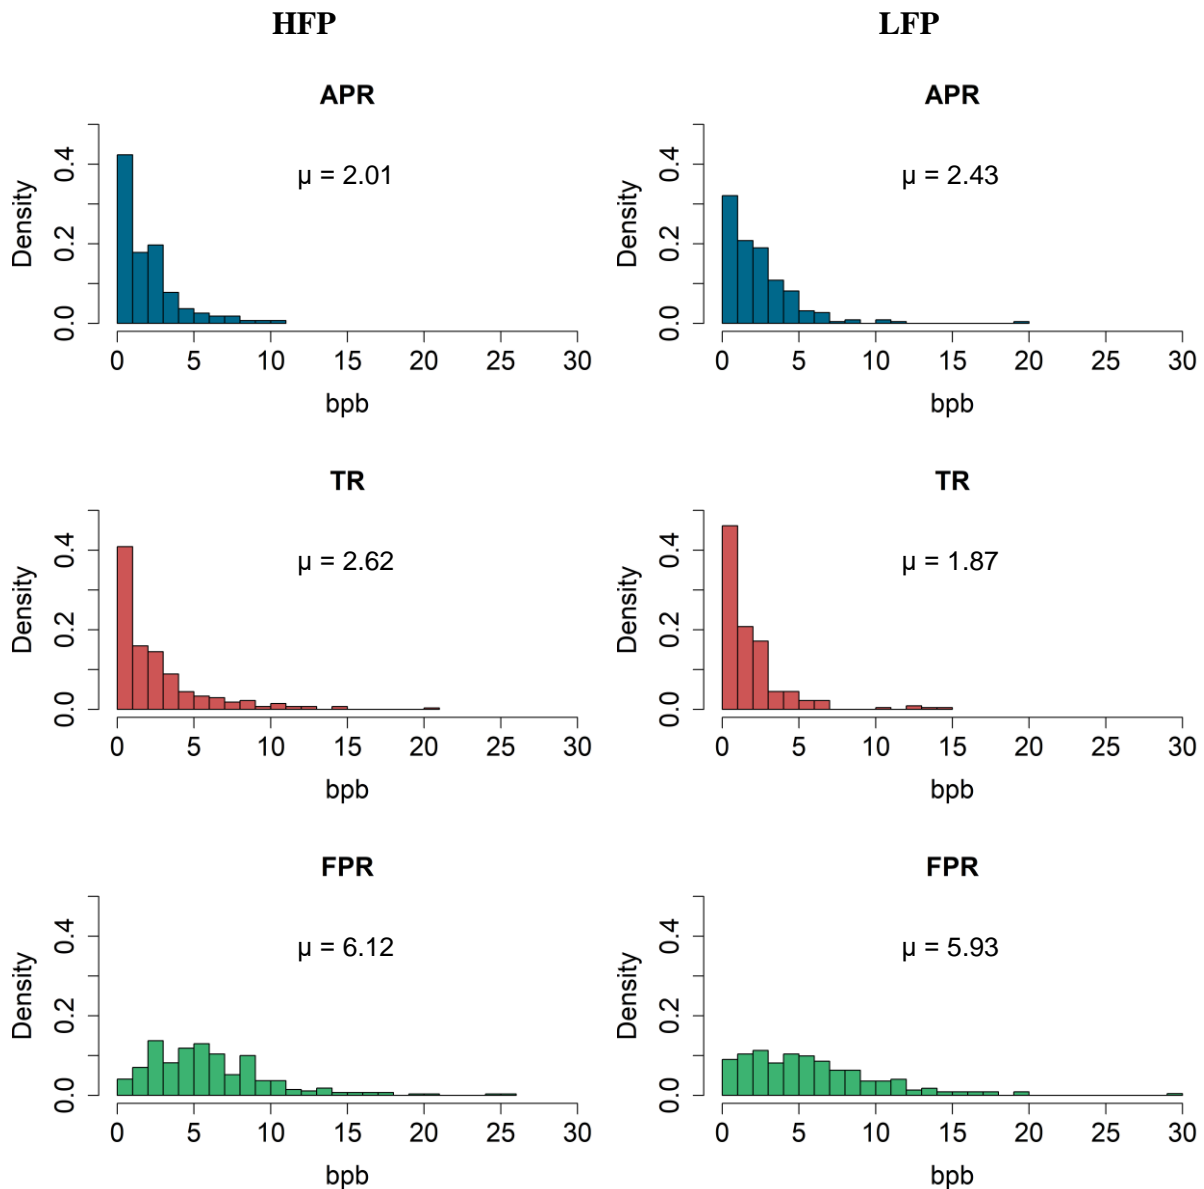 HFP LFP
APR APR
μ = 2.01 μ = 2.43
Density Density
0.0 0.2 0.4 0.0 0.2 0.4
0 5 10 15 20 25 30 0 5 10 15 20 25 30
bpb bpb
TR TR
μ = 2.62 μ = 1.87
Density Density
0.0 0.2 0.4 0.0 0.2 0.4
0 5 10 15 20 25 30 0 5 10 15 20 25 30
bpb bpb
FPR FPR
μ = 6.12 μ = 5.93
Density Density
0.0 0.2 0.4 0.0 0.2 0.4
0 5 10 15 20 25 30 0 5 10 15 20 25 30
bpb bpb